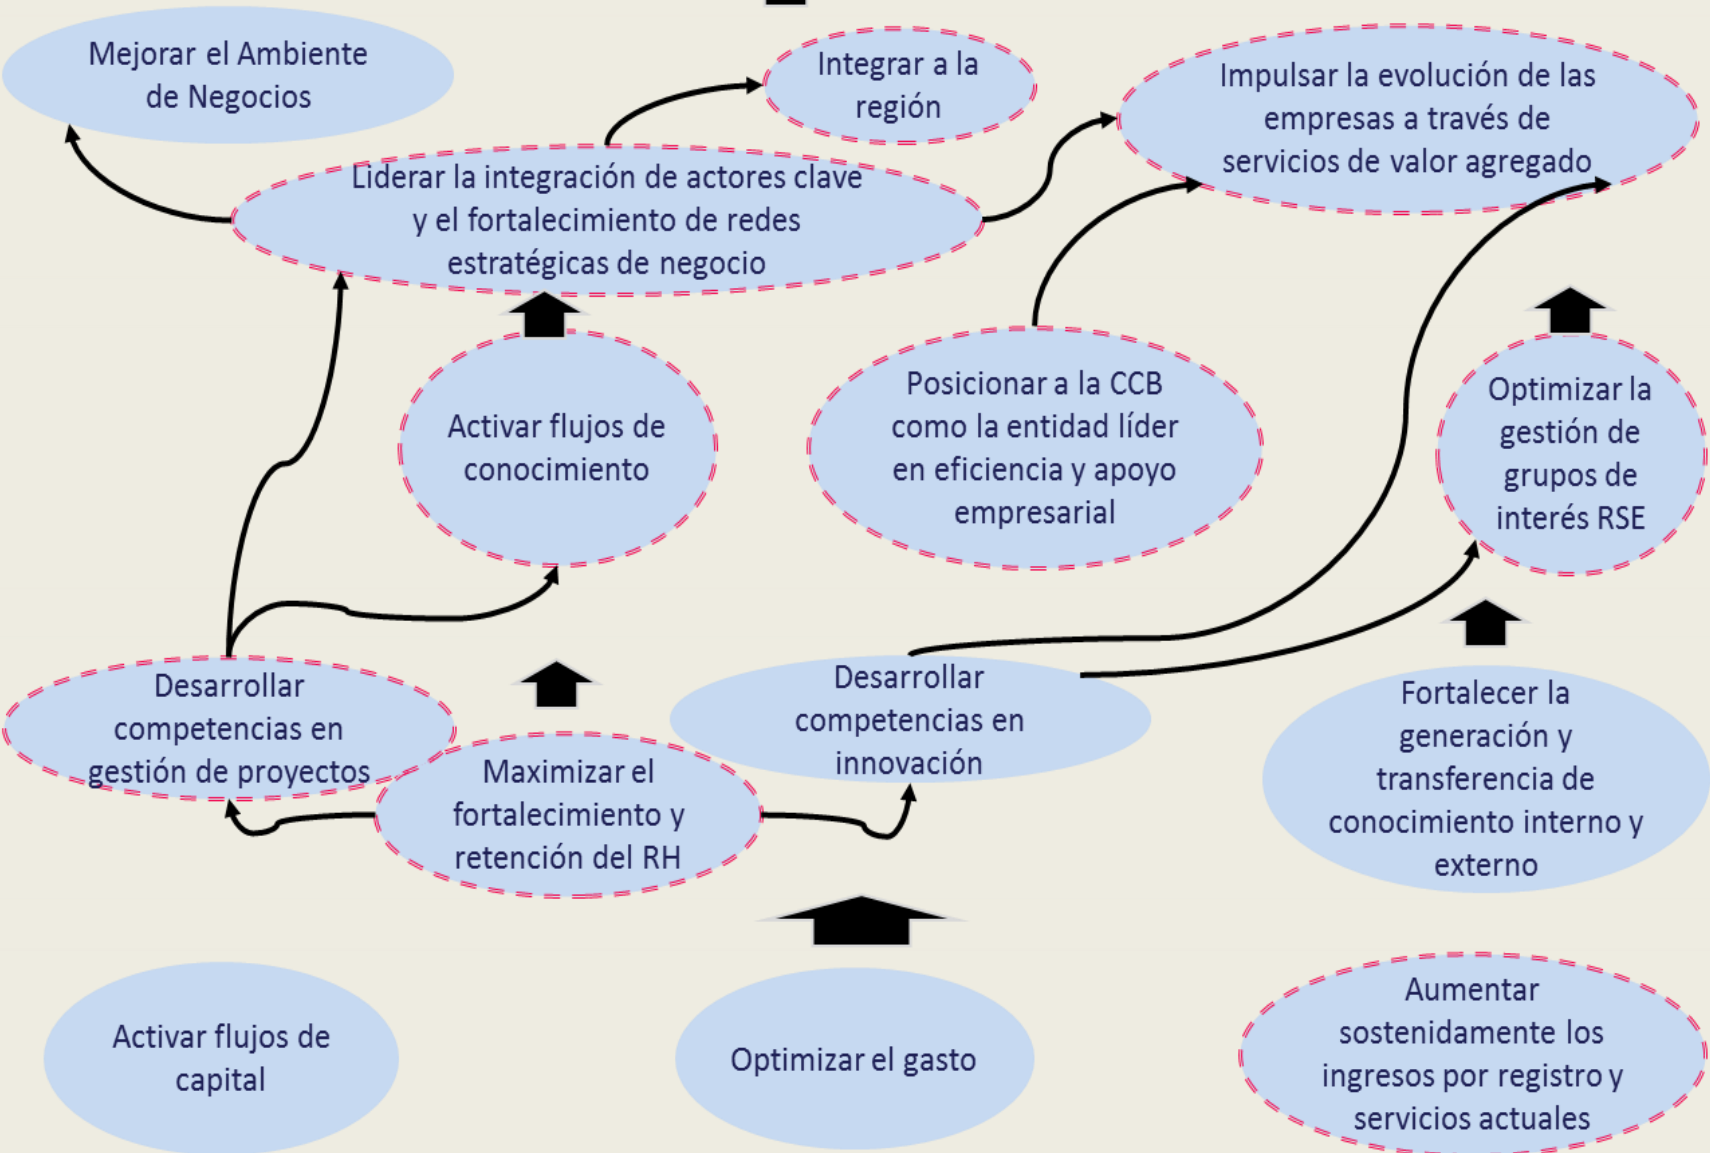 Mejorar el Ambiente
de Negocios
Integrar a la
región
Impulsar la evolución de las
empresas a través de
servicios de valor agregado
Liderar la integración de actores clave
y el fortalecimiento de redes
estratégicas de negocio
Activar flujos de
conocimiento
Posicionar a la CCB
como la entidad líder
en eficiencia y apoyo
empresarial
Optimizar la
gestión de
grupos de
interés RSE
Desarrollar
competencias en
gestión de proyectos
Maximizar el
fortalecimiento y
retención del RH
Desarrollar
competencias en
innovación
Fortalecer la
generación y
transferencia de
conocimiento interno y
externo
Activar flujos de
capital
Optimizar el gasto
Aumentar
sostenidamente los
ingresos por registro y
servicios actuales